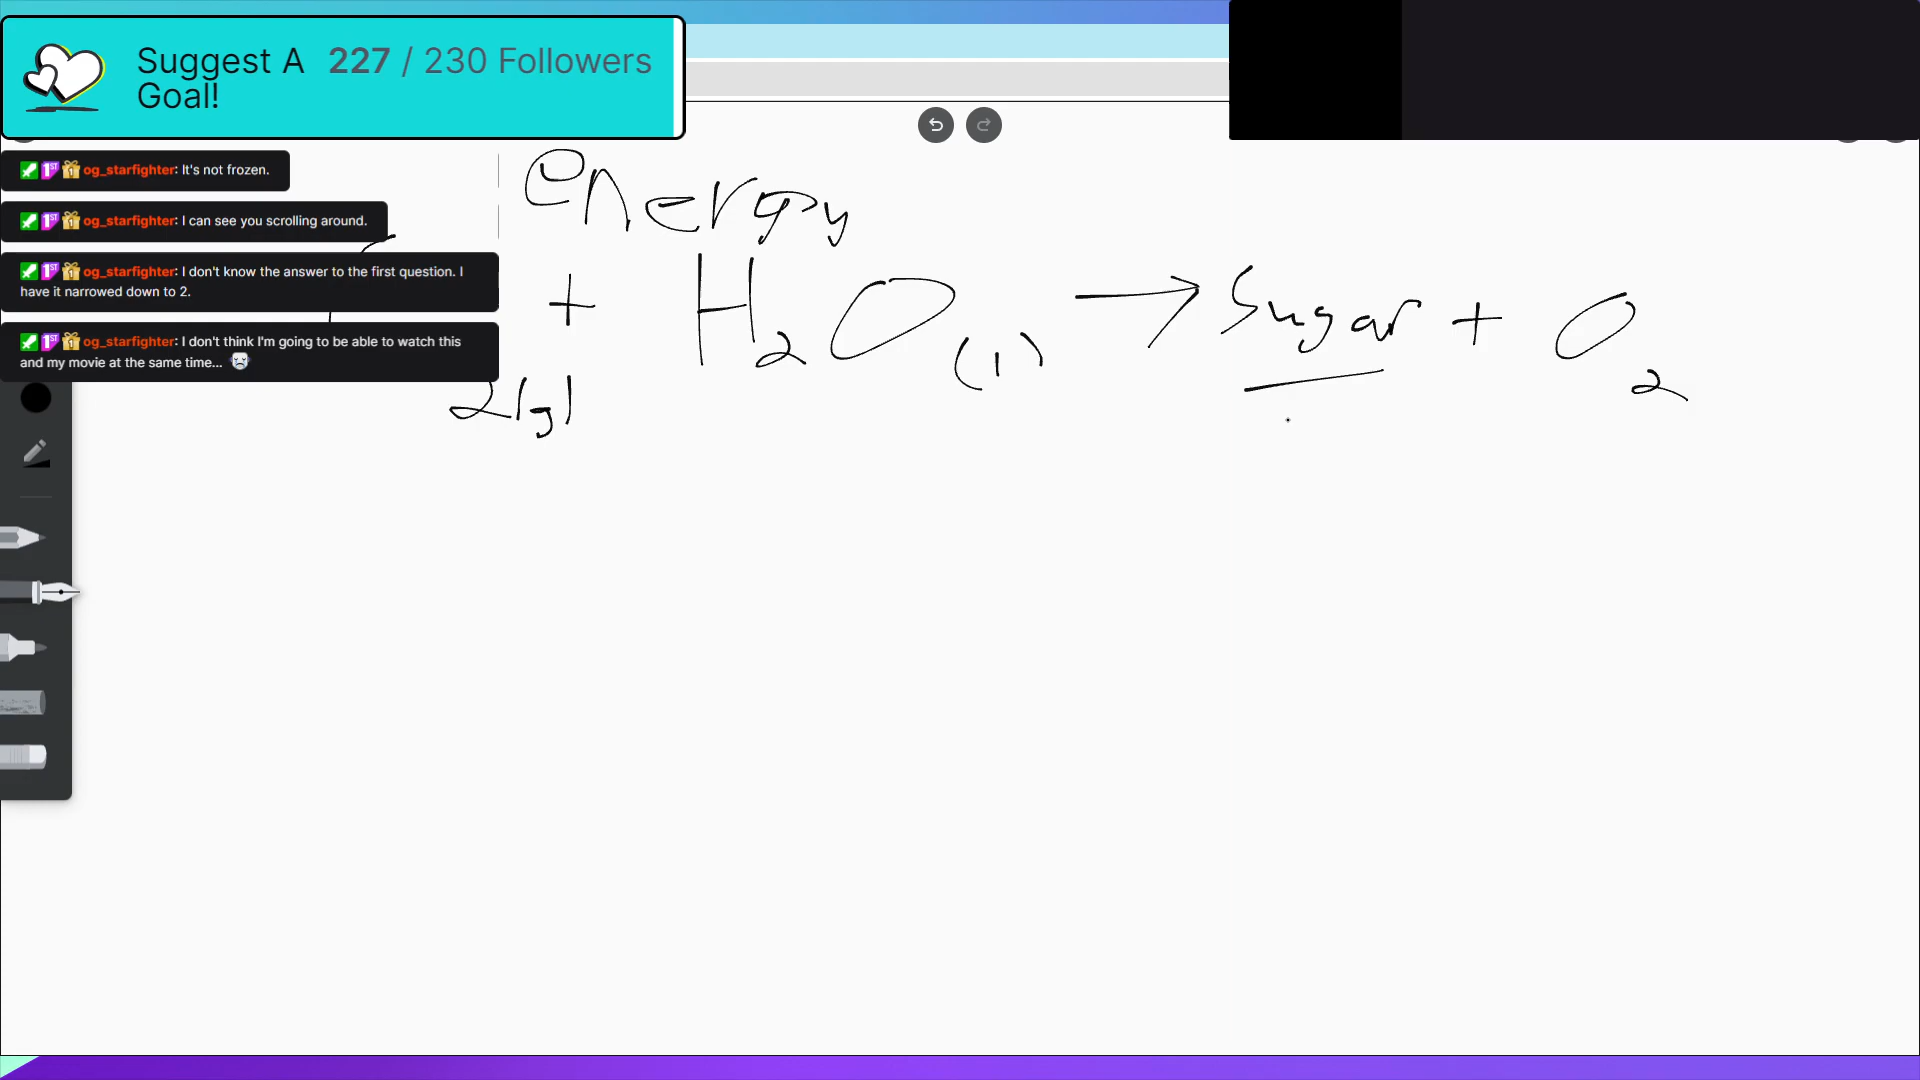 Suggest A Goal! 227 / 230 Followers
og_starfighter: It's not frozen.
og_starfighter: I can see you scrolling around.
og_starfighter: I don't know the answer to the first question. I
have it narrowed down to 2.
og_starfighter: I don't think I'm going to be able to watch this
and my movie at the same time...
energy
+ H2O(l) → Sugar + O2
2(g)